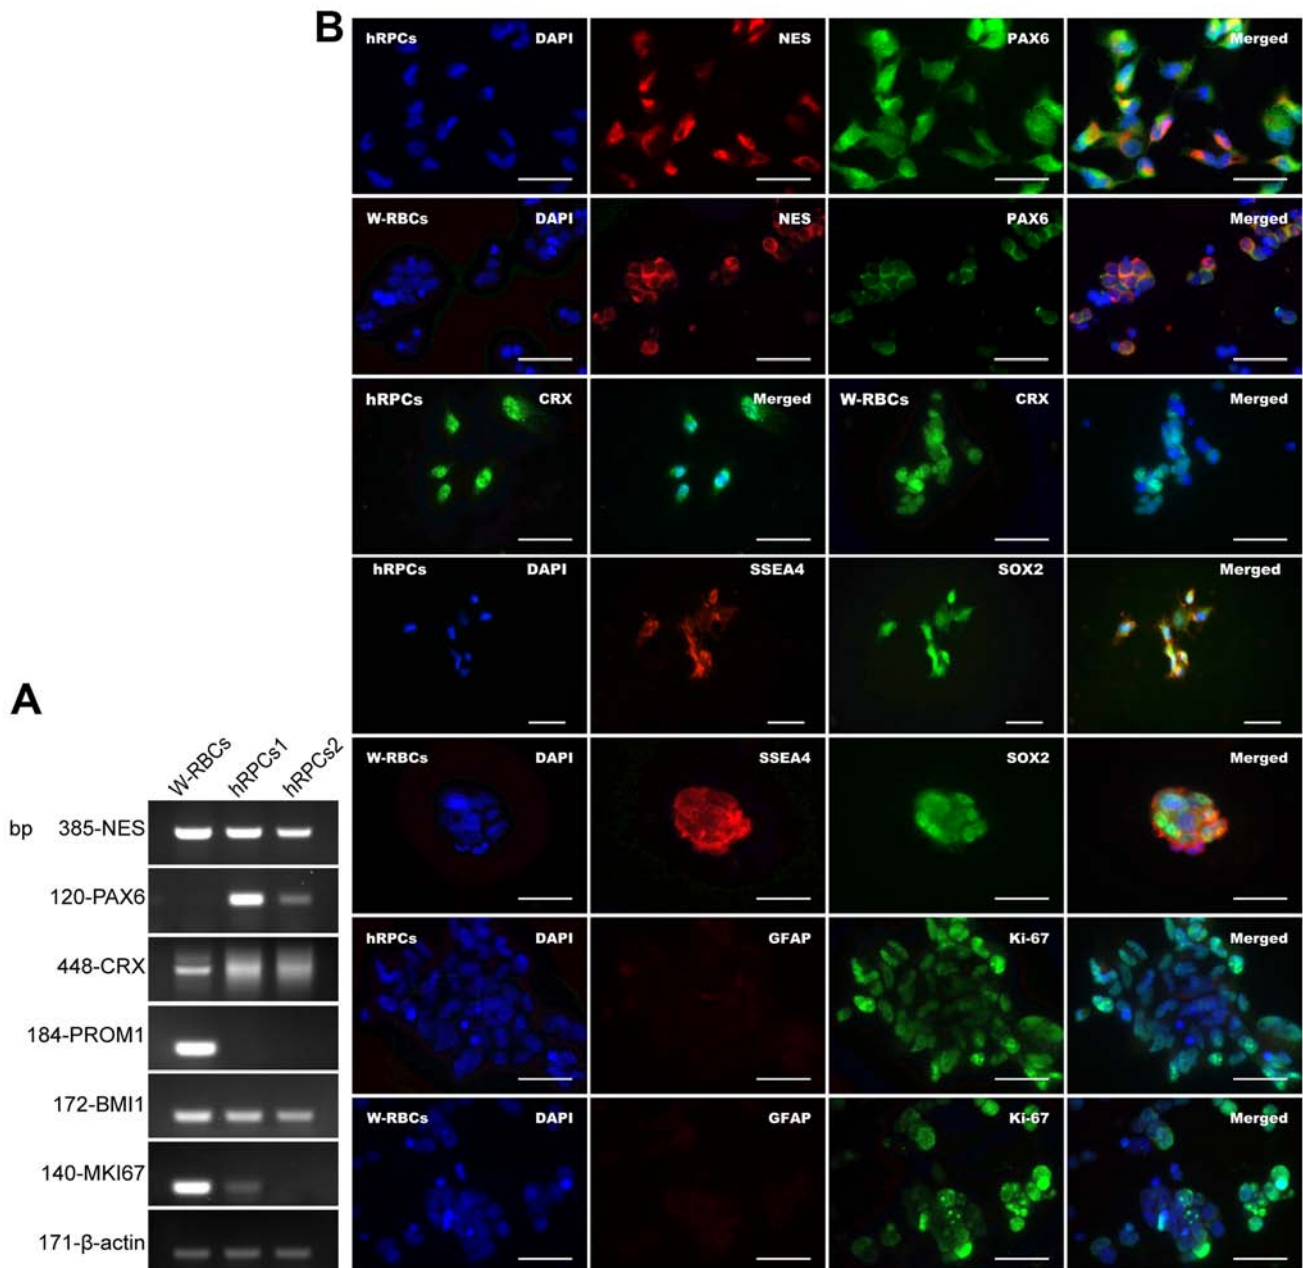 B
hRPCs DAPI NES PAX6 Merged
W-RBCs DAPI NES PAX6 Merged
hRPCs CRX Merged W-RBCs CRX Merged
hRPCs DAPI SSEA4 SOX2 Merged
W-RBCs DAPI SSEA4 SOX2 Merged
hRPCs DAPI GFAP Ki-67 Merged
W-RBCs DAPI GFAP Ki-67 Merged
A
W-RBCs hRPCs1 hRPCs2
bp 385-NES
120-PAX6
448-CRX
184-PROM1
172-BMI1
140-MKI67
171-β-actin